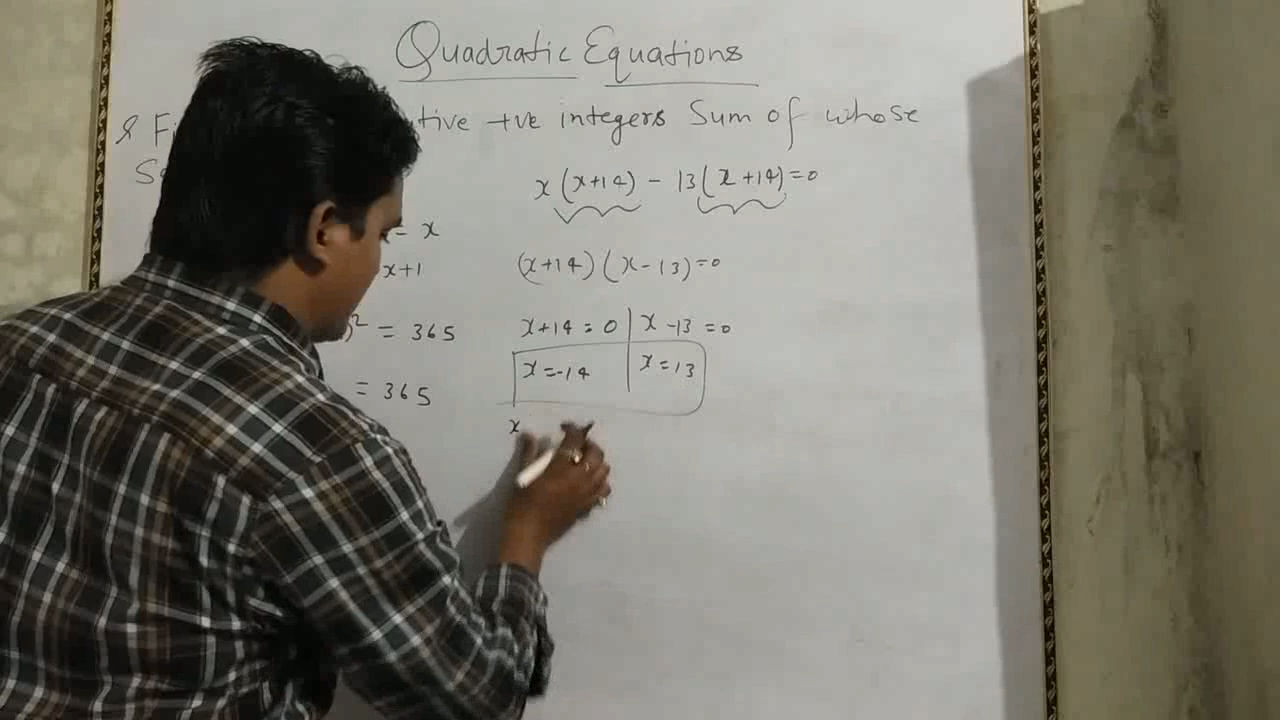 Quadratic Equations
Q Fi tive +ve integers Sum of whose
S
x(x+14) - 13(x+14)=0
= x
x+1
(x+14)(x-13)=0
)² = 365
x+14=0 | x-13=0
x=-14 | x=13
= 365
x